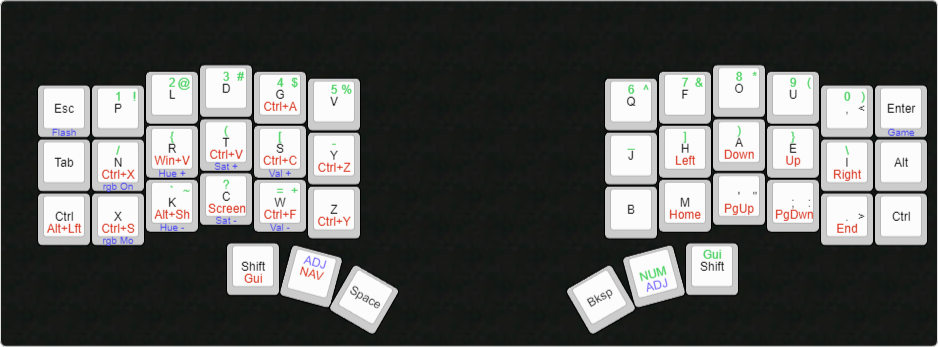 Esc
Flash
1 !
P
2 @
L
3 #
D
4 $
G
Ctrl+A
5 %
V
6 ^
Q
7 &
F
8 *
O
9 (
U
0 )
, <
Enter
Game
Tab
/
N
Ctrl+X
rgb On
{
R
Win+V
Hue +
(
T
Ctrl+V
Sat +
[
S
Ctrl+C
Val +
-
Y
Ctrl+Z
_
J
]
H
Left
)
A
Down
}
E
Up
\
I
Right
Alt
Ctrl
Alt+Lft
X
Ctrl+S
rgb Mo
` ~
K
Alt+Sh
Hue -
?
C
Screen
Sat -
= +
W
Ctrl+F
Val -
Z
Ctrl+Y
B
M
Home
' "
PgUp
; :
PgDwn
. >
End
Ctrl
Shift
Gui
ADJ
NAV
Space
Bksp
NUM
ADJ
Gui
Shift